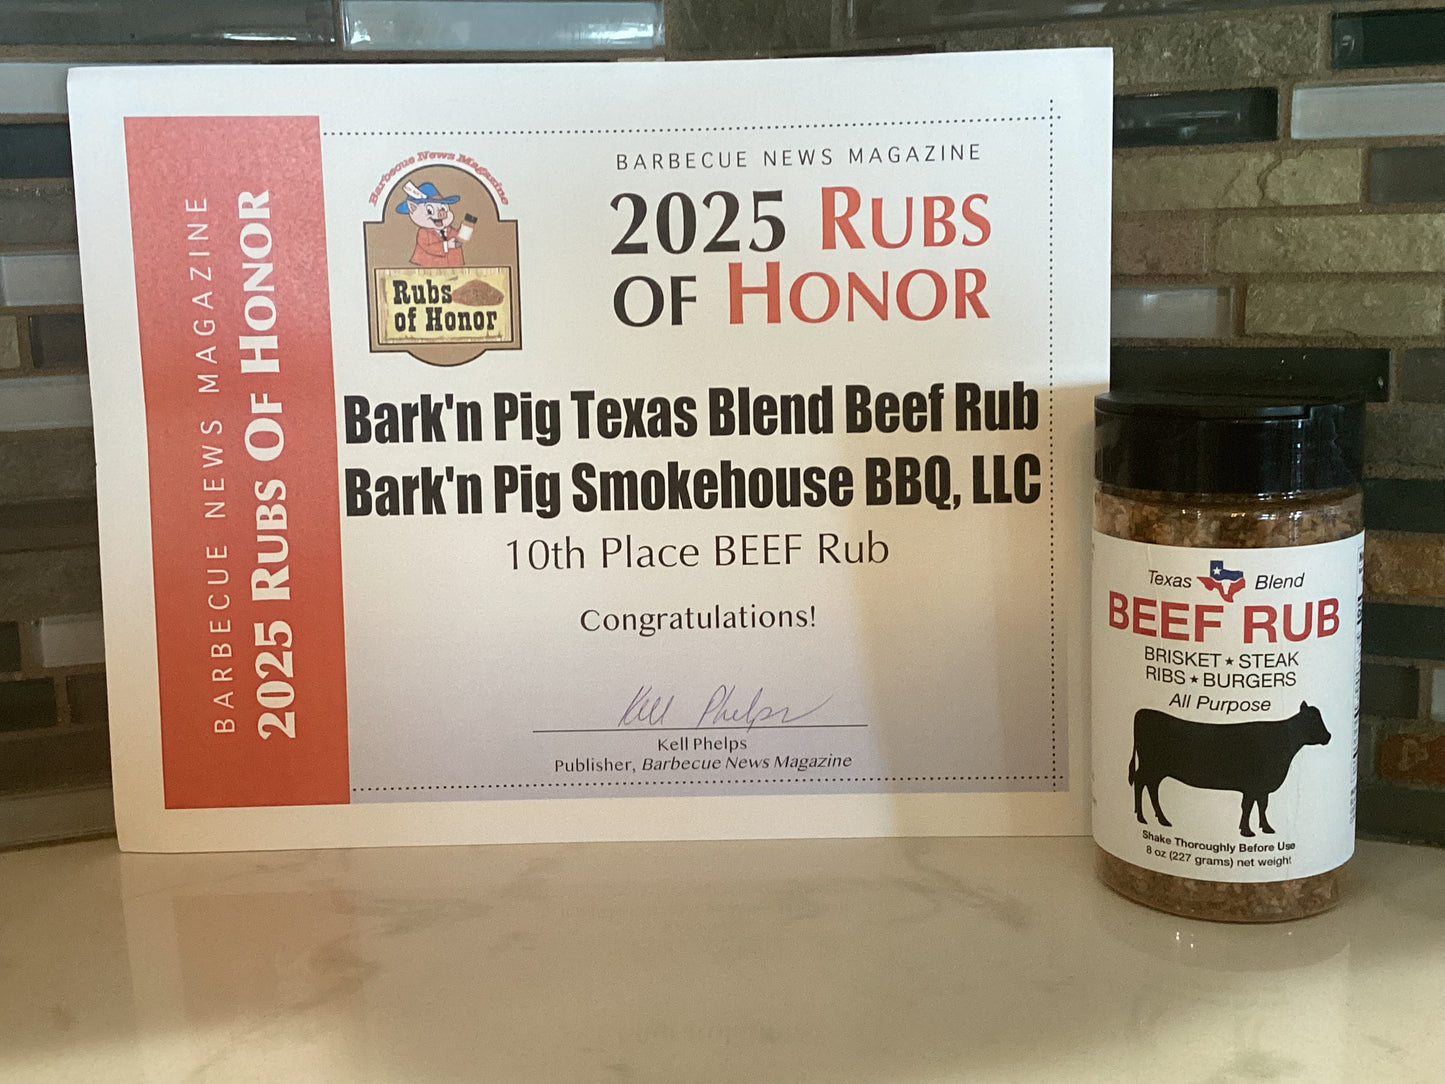 BARBECUE NEWS MAGAZINE
2025 RUBS OF HONOR
Barbecue News Magazine
Rubs
of Honor
BARBECUE NEWS MAGAZINE
2025 RUBS
OF HONOR
Bark'n Pig Texas Blend Beef Rub
Bark'n Pig Smokehouse BBQ, LLC
10th Place BEEF Rub
Congratulations!
Kell Phelps
Kell Phelps
Publisher, Barbecue News Magazine
Texas Blend
BEEF RUB
BRISKET ★ STEAK
RIBS ★ BURGERS
All Purpose
Shake Thoroughly Before Use
8 oz (227 grams) net weight